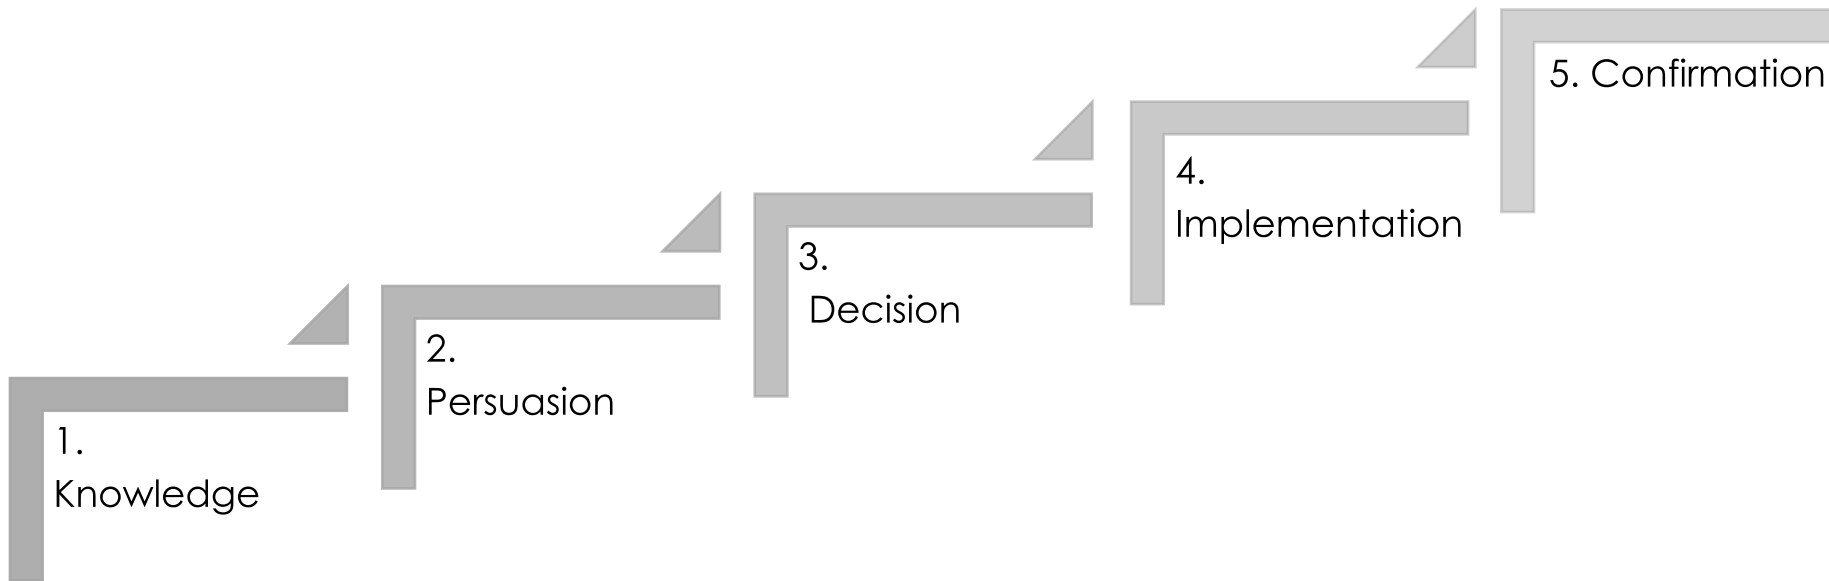 1.
Knowledge
2.
Persuasion
3.
Decision
4.
Implementation
5. Confirmation